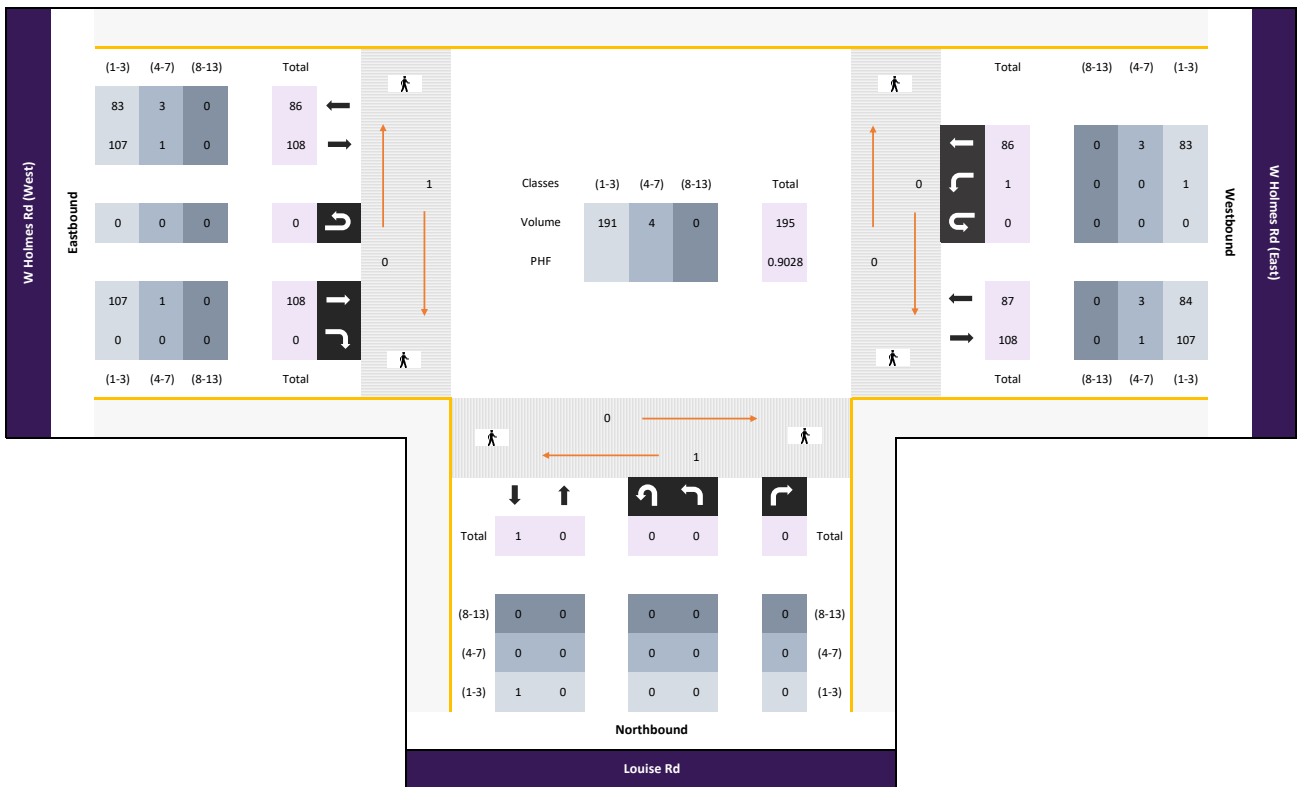 (1-3) (4-7) (8-13) Total Total (8-13) (4-7) (1-3)
83 3 0 86
107 1 0 108
86 0 3 83
1 0 Classes (1-3) (4-7) (8-13) Total 1 0 0 1
0 0 0 0 Volume 191 4 0 195 0 0 0 0
0 PHF 0.9028 0
107 1 0 108 87 0 3 84
0 0 0 0 108 0 1 107
(1-3) (4-7) (8-13) Total Total (8-13) (4-7) (1-3)
W Holmes Rd (West)
Eastbound
Westbound
W Holmes Rd (East)
0
1
Total 1 0 0 0 0 Total
(8-13) 0 0 0 0 0 (8-13)
(4-7) 0 0 0 0 0 (4-7)
(1-3) 1 0 0 0 0 (1-3)
Northbound
Louise Rd